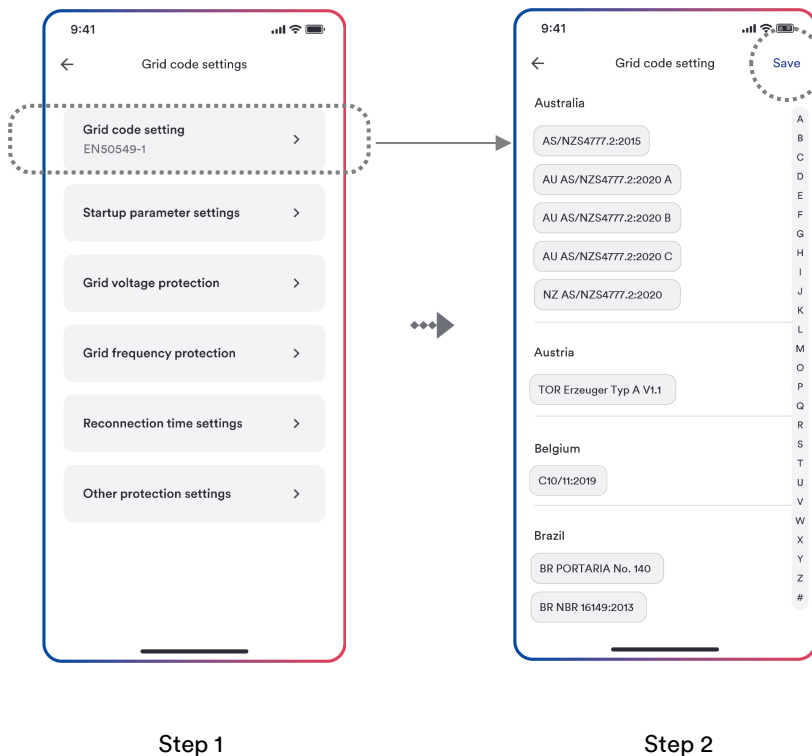 9:41
Grid code settings
Grid code setting
EN50549-1
Startup parameter settings
Grid voltage protection
Grid frequency protection
Reconnection time settings
Other protection settings
Step 1
9:41
Grid code setting
Save
Australia
AS/NZS4777.2:2015
AU AS/NZS4777.2:2020 A
AU AS/NZS4777.2:2020 B
AU AS/NZS4777.2:2020 C
NZ AS/NZS4777.2:2020
Austria
TOR Erzeuger Typ A V1.1
Belgium
C10/11:2019
Brazil
BR PORTARIA No. 140
BR NBR 16149:2013
A
B
C
D
E
F
G
H
I
J
K
L
M
O
P
Q
R
S
T
U
V
W
X
Y
Z
#
Step 2